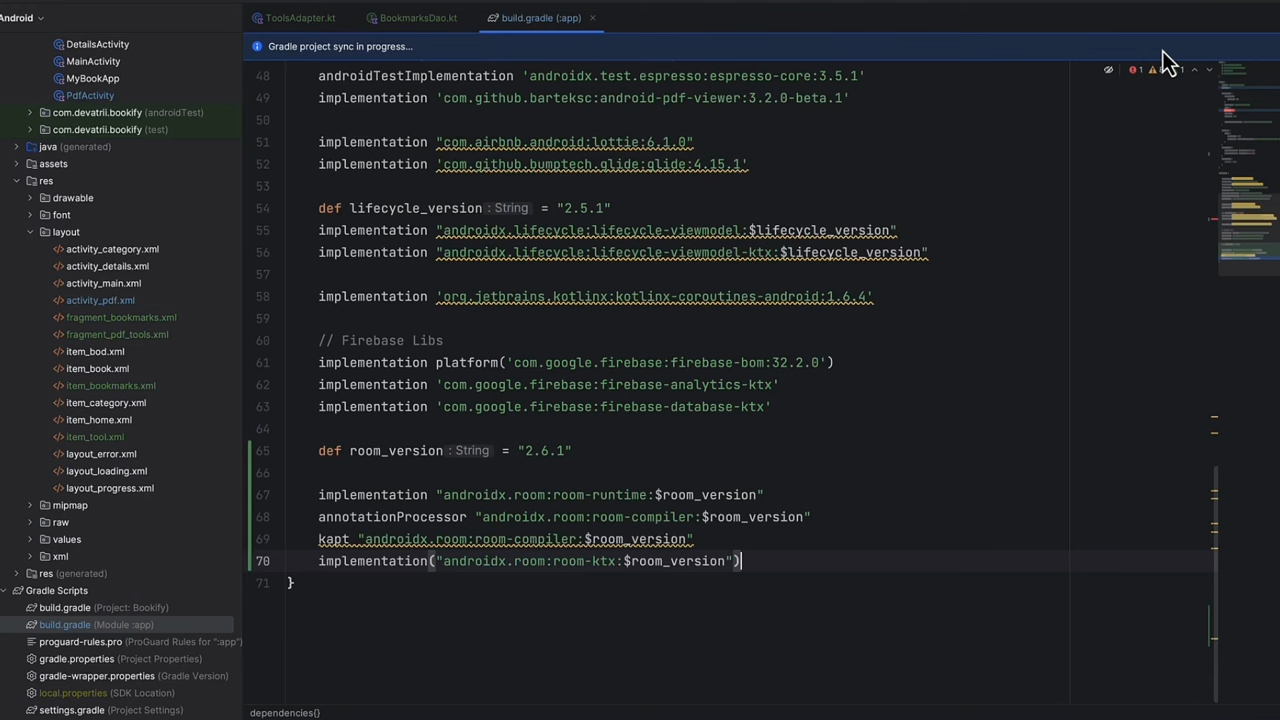 Android
ToolsAdapter.kt
BookmarksDao.kt
build.gradle (:app)
DetailsActivity
MainActivity
MyBookApp
PdfActivity
com.devatrii.bookify (androidTest)
com.devatrii.bookify (test)
java (generated)
assets
res
drawable
font
layout
activity_category.xml
activity_details.xml
activity_main.xml
activity_pdf.xml
fragment_bookmarks.xml
fragment_pdf_tools.xml
item_bod.xml
item_book.xml
item_bookmarks.xml
item_category.xml
item_home.xml
item_tool.xml
layout_error.xml
layout_loading.xml
layout_progress.xml
mipmap
raw
values
xml
res (generated)
Gradle Scripts
build.gradle (Project: Bookify)
build.gradle (Module :app)
proguard-rules.pro (ProGuard Rules for ":app")
gradle.properties (Project Properties)
gradle-wrapper.properties (Gradle Version)
local.properties (SDK Location)
settings.gradle (Project Settings)
Gradle project sync in progress...
1
1
48 androidTestImplementation 'androidx.test.espresso:espresso-core:3.5.1'
49 implementation 'com.github.barteksc:android-pdf-viewer:3.2.0-beta.1'
50
51 implementation "com.airbnb.android:lottie:6.1.0"
52 implementation 'com.github.bumptech.glide:glide:4.15.1'
53
54 def lifecycle_version : String = "2.5.1"
55 implementation "androidx.lifecycle:lifecycle-viewmodel:$lifecycle_version"
56 implementation "androidx.lifecycle:lifecycle-viewmodel-ktx:$lifecycle_version"
57
58 implementation 'org.jetbrains.kotlinx:kotlinx-coroutines-android:1.6.4'
59
60 // Firebase Libs
61 implementation platform('com.google.firebase:firebase-bom:32.2.0')
62 implementation 'com.google.firebase:firebase-analytics-ktx'
63 implementation 'com.google.firebase:firebase-database-ktx'
64
65 def room_version : String = "2.6.1"
66
67 implementation "androidx.room:room-runtime:$room_version"
68 annotationProcessor "androidx.room:room-compiler:$room_version"
69 kapt "androidx.room:room-compiler:$room_version"
70 implementation("androidx.room:room-ktx:$room_version")
71 }
dependencies{}